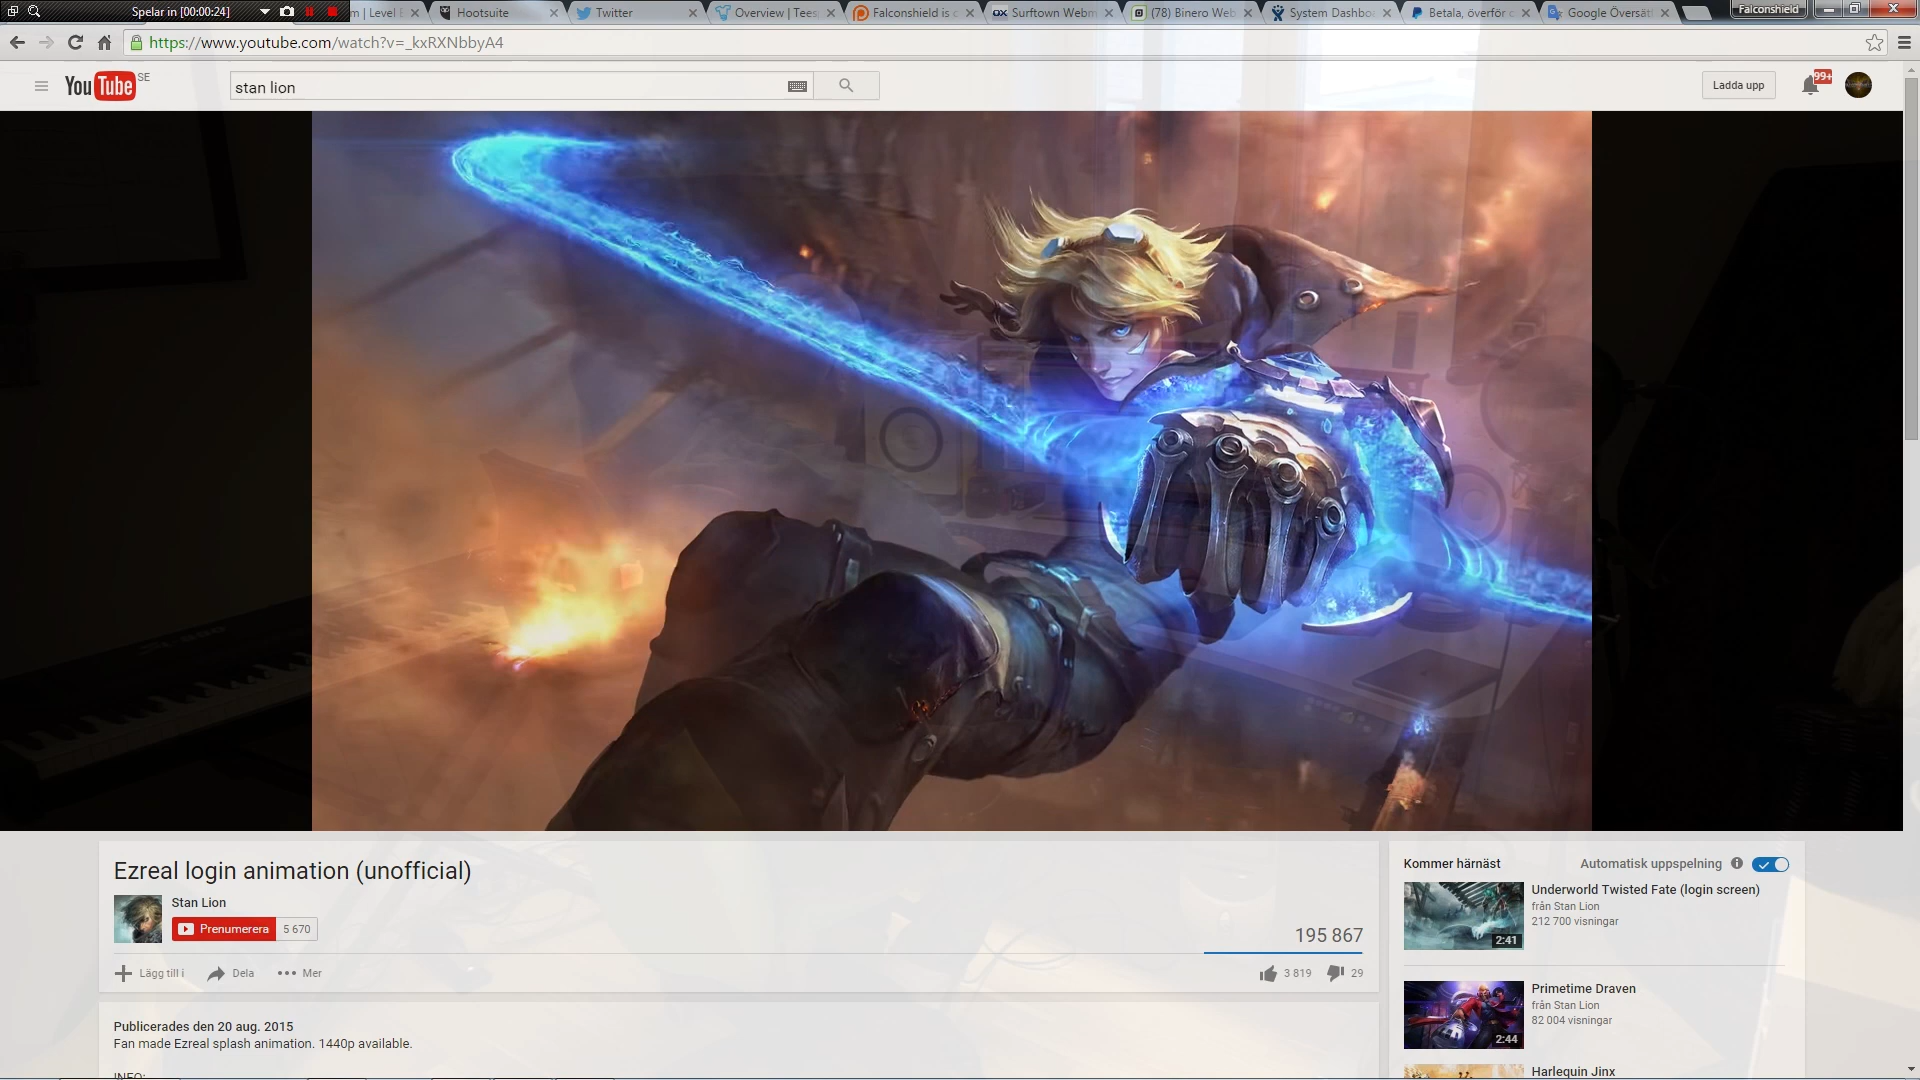 Spelar in [00:00:24]
m | Level
Hootsuite
Twitter
Overview | Tees
Falconshield is
Surftown Webm
(78) Binero Web
System Dashbo
Betala, överför
Google Översät
Falconshield
https://www.youtube.com/watch?v=_kxRXNbbyA4
YouTube SE
stan lion
Ladda upp
99+
Ezreal login animation (unofficial)
Stan Lion
Prenumerera 5 670
195 867
Lägg till i Dela Mer
3 819 29
Publicerades den 20 aug. 2015
Fan made Ezreal splash animation. 1440p available.
INFO:
Kommer härnäst Automatisk uppspelning
Underworld Twisted Fate (login screen)
från Stan Lion
212 700 visningar
2:41
Primetime Draven
från Stan Lion
82 004 visningar
2:44
Harlequin Jinx